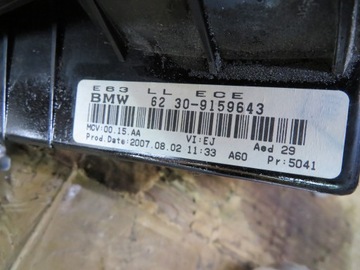 E63 LL ECE
BMW 62 30-9159643
MCV:00.15.AA VI:EJ Aed 29
Prod.Date:2007.08.02 11:33 A60 Pr:5041